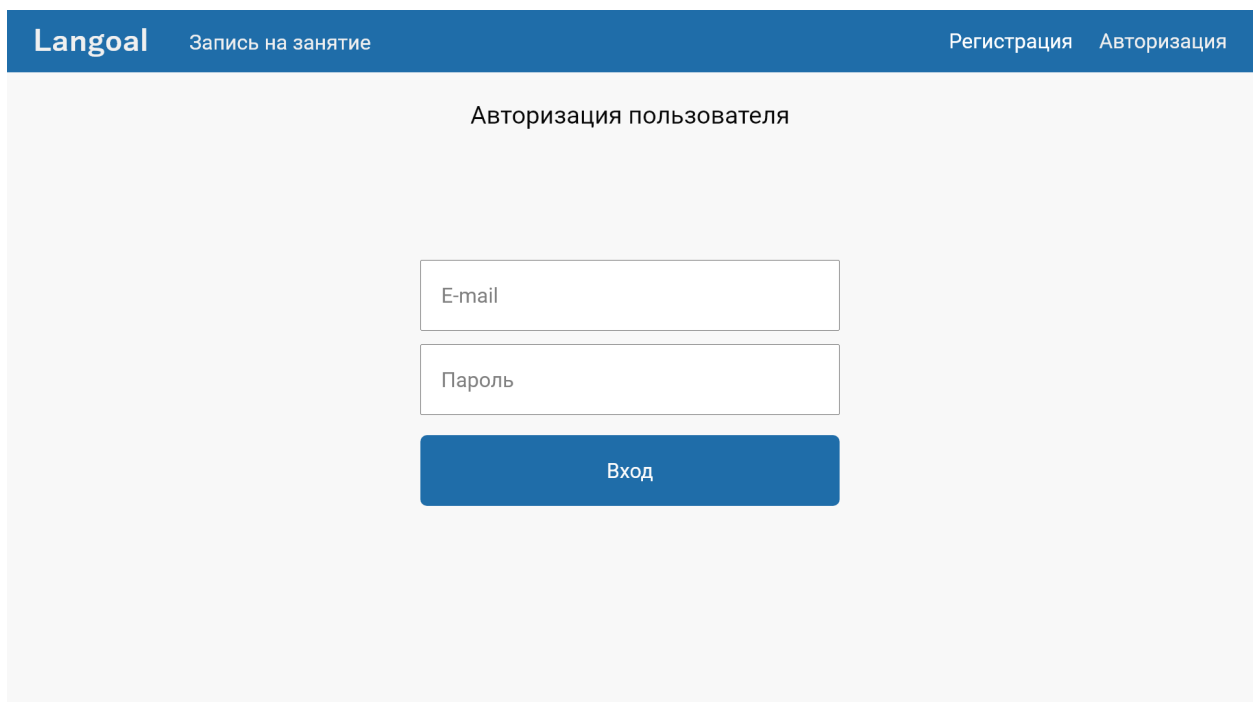 Langoal Запись на занятие Регистрация Авторизация
Авторизация пользователя
E-mail
Пароль
Вход